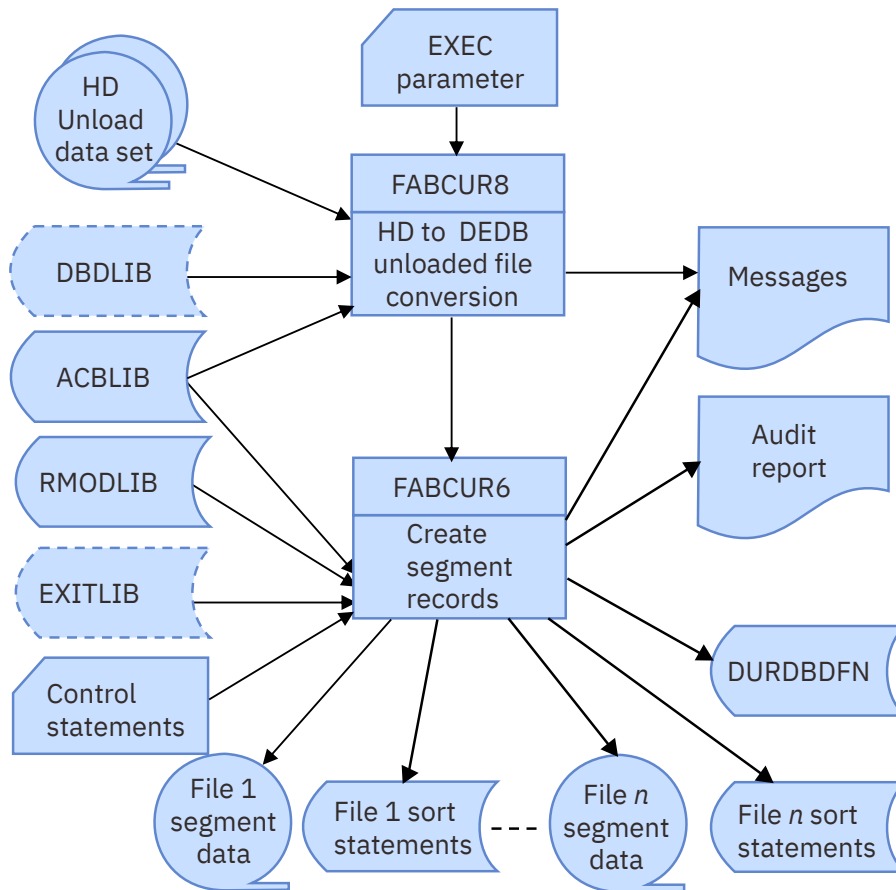 EXEC
parameter
HD
Unload
data set
FABCUR8
HD to DEDB
unloaded file
conversion
DBDLIB
Messages
ACBLIB
Audit
report
RMODLIB
FABCUR6
Create
segment
records
EXITLIB
DURDBDFN
Control
statements
File 1
segment
data
File 1 sort
statements
File n
segment
data
File n sort
statements